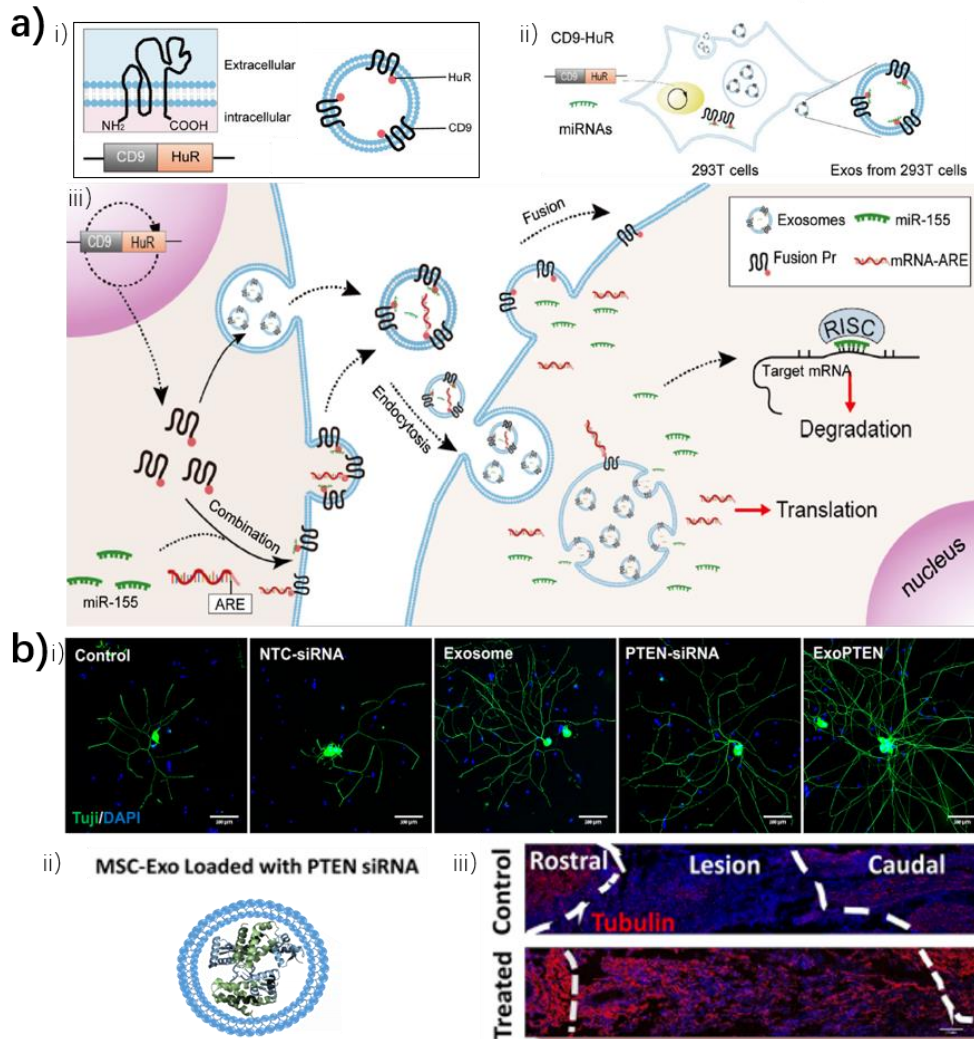 a)
i)
Extracellular
intracellular
NH2
COOH
CD9 HuR
HuR
CD9
ii)
CD9-HuR
CD9 HuR
miRNAs
293T cells
Exos from 293T cells
iii)
CD9 HuR
Fusion
Exosomes
miR-155
Fusion Pr
mRNA-ARE
RISC
Target mRNA
Degradation
Endocytosis
Combination
Translation
miR-155
ARE
nucleus
b)
i)
Control
NTC-siRNA
Exosome
PTEN-siRNA
ExoPTEN
Tuji/DAPI
ii)
MSC-Exo Loaded with PTEN siRNA
iii)
Control
Rostral
Lesion
Caudal
Tubulin
Treated